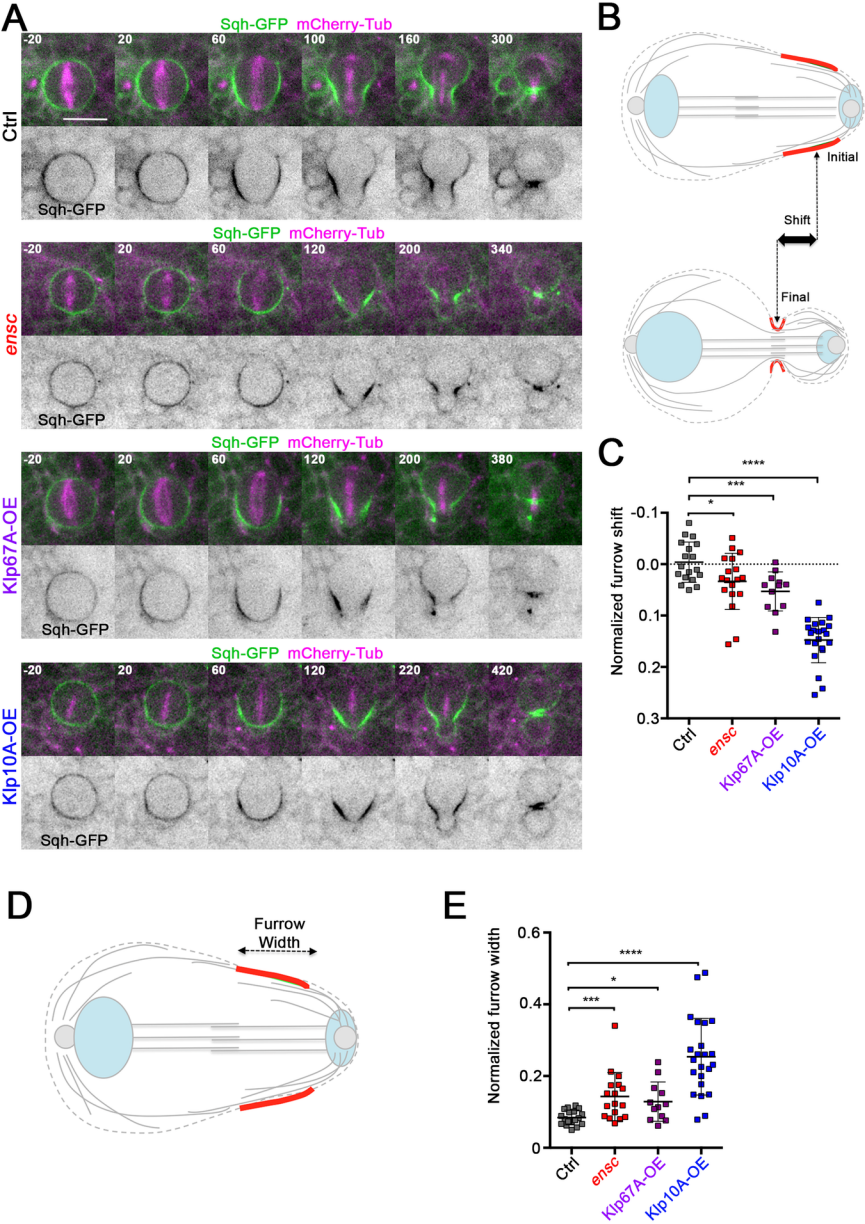 A
Sqh-GFP mCherry-Tub
-20 20 60 100 160 300
Ctrl
Sqh-GFP
Sqh-GFP mCherry-Tub
-20 20 60 120 200 340
ensc
Sqh-GFP
Sqh-GFP mCherry-Tub
-20 20 60 120 200 380
Klp67A-OE
Sqh-GFP
Sqh-GFP mCherry-Tub
-20 20 60 120 220 420
Klp10A-OE
Sqh-GFP
B
Initial
Shift
Final
C
****
***
*
Normalized furrow shift
-0.1
0.0
0.1
0.2
0.3
Ctrl
ensc
Klp67A-OE
Klp10A-OE
D
Furrow
Width
E
Normalized furrow width
0.6
0.4
0.2
0
****
*
***
Ctrl
ensc
Klp67A-OE
Klp10A-OE